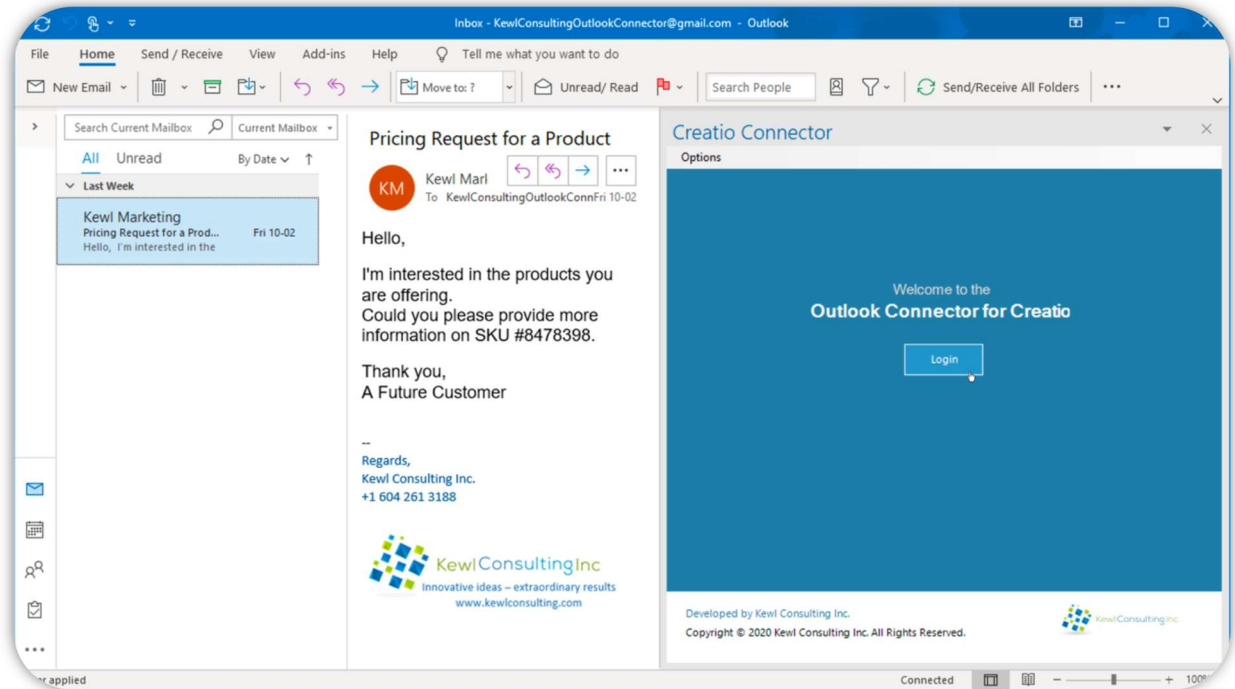 Inbox - KewlConsultingOutlookConnector@gmail.com - Outlook
File Home Send / Receive View Add-ins Help Tell me what you want to do
New Email Move to: ? Unread/ Read Search People Send/Receive All Folders ...
Search Current Mailbox Current Mailbox
All Unread By Date
Last Week
Kewl Marketing
Pricing Request for a Prod... Fri 10-02
Hello, I'm interested in the
Pricing Request for a Product
KM
Kewl Marl
To KewlConsultingOutlookConnFri 10-02
Hello,
I'm interested in the products you
are offering.
Could you please provide more
information on SKU #8478398.
Thank you,
A Future Customer
--
Regards,
Kewl Consulting Inc.
+1 604 261 3188
KewlConsultingInc
Innovative ideas – extraordinary results
www.kewlconsulting.com
Creatio Connector
Options
Welcome to the
Outlook Connector for Creatio
Login
Developed by Kewl Consulting Inc.
Copyright © 2020 Kewl Consulting Inc. All Rights Reserved.
KewlConsultingInc
applied
Connected
100%